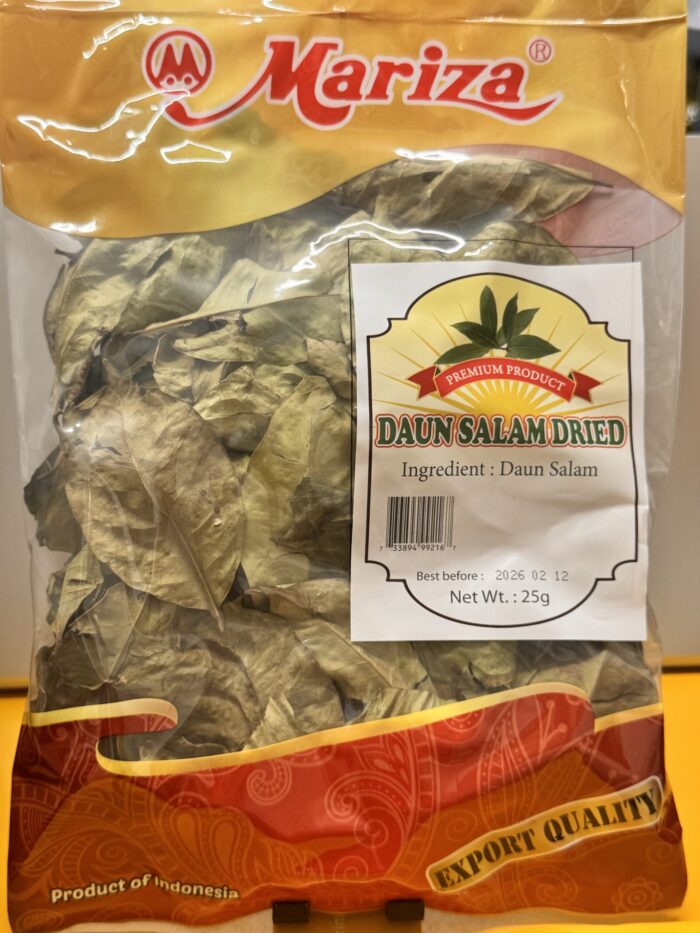 Mariza®
PREMIUM PRODUCT
DAUN SALAM DRIED
Ingredient : Daun Salam
7 33894 99216 7
Best before : 2026 02 12
Net Wt. : 25g
EXPORT QUALITY
Product of Indonesia